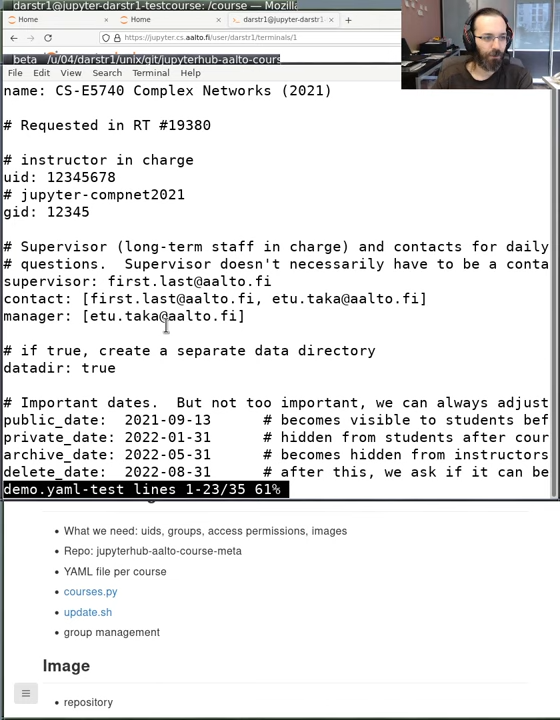 darstr1@jupyter-darstr1-testcourse: /course — Mozilla
Home
Home
darstr1@jupyter-darstr1-testc
https://jupyter.cs.aalto.fi/user/darstr1/terminals/1
beta /u/04/darstr1/unix/git/jupyterhub-aalto-cours
File Edit View Search Terminal Help
name: CS-E5740 Complex Networks (2021)
# Requested in RT #19380
# instructor in charge
uid: 12345678
# jupyter-compnet2021
gid: 12345
# Supervisor (long-term staff in charge) and contacts for daily
# questions.  Supervisor doesn't necessarily have to be a conta
supervisor: first.last@aalto.fi
contact: [first.last@aalto.fi, etu.taka@aalto.fi]
manager: [etu.taka@aalto.fi]
# if true, create a separate data directory
datadir: true
# Important dates.  But not too important, we can always adjust
public_date:  2021-09-13      # becomes visible to students bef
private_date: 2022-01-31      # hidden from students after cour
archive_date: 2022-05-31      # becomes hidden from instructors
delete_date: 2022-08-31      # after this, we ask if it can be
demo.yaml-test lines 1-23/35 61%
• What we need: uids, groups, access permissions, images
• Repo: jupyterhub-aalto-course-meta
• YAML file per course
• courses.py
• update.sh
• group management
Image
• repository